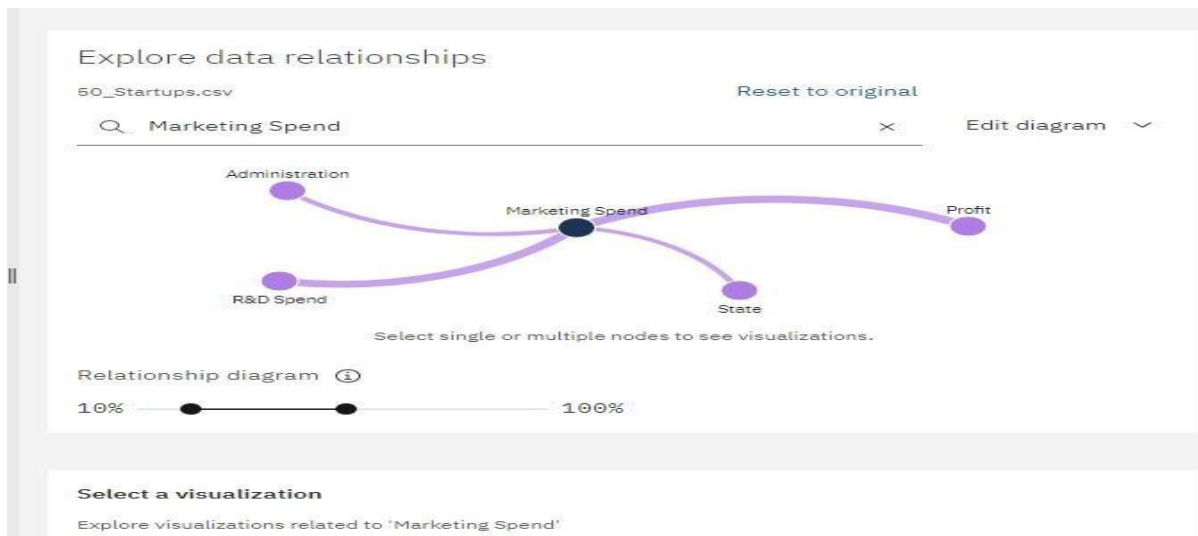 Explore data relationships
50_Startups.csv
Reset to original
Marketing Spend
Edit diagram
Administration
Marketing Spend
Profit
R&D Spend
State
Select single or multiple nodes to see visualizations.
Relationship diagram
10% 100%
Select a visualization
Explore visualizations related to 'Marketing Spend'